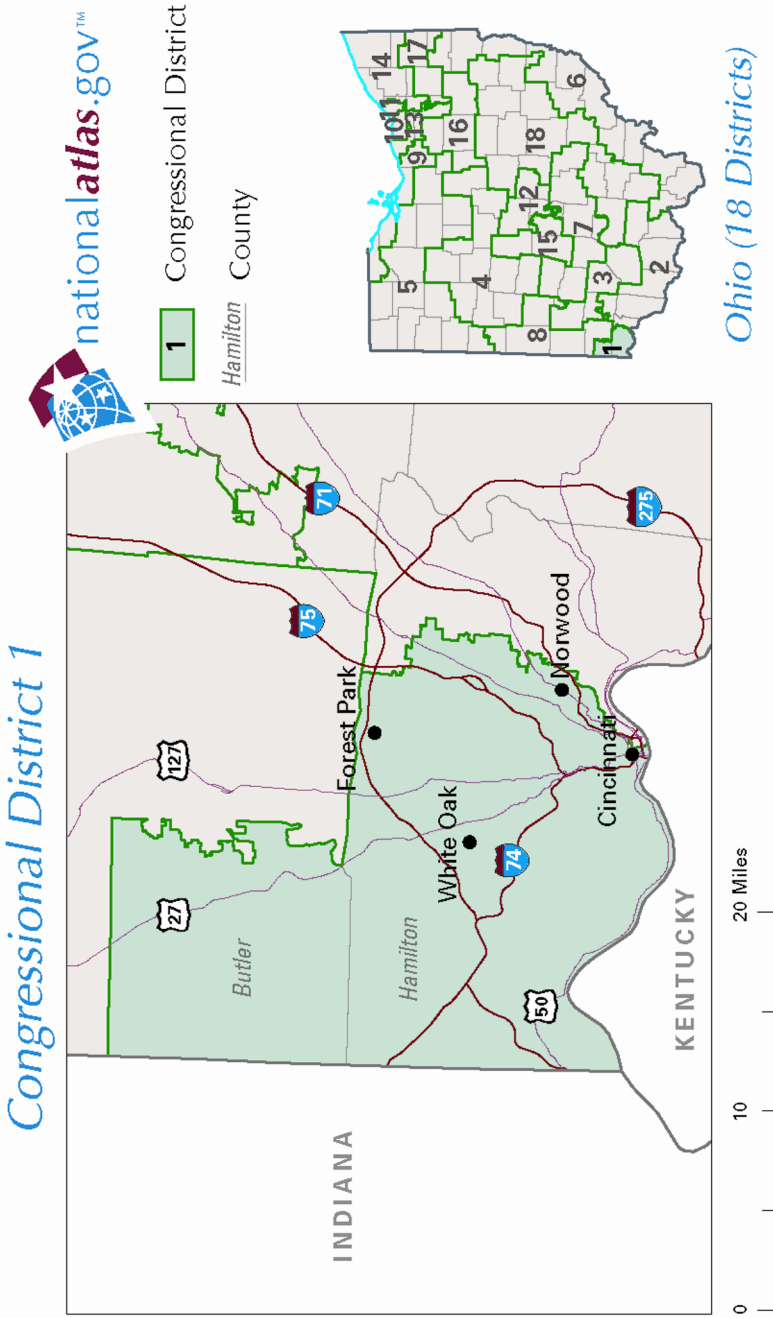 Congressional District 1
nationalatlas.gov™
1 Congressional District
Hamilton County
INDIANA
KENTUCKY
Butler
Hamilton
27
127
75
71
74
275
50
Forest Park
White Oak
Norwood
Cincinnati
0 10 20 Miles
5
14
17
10
11
13
9
16
4
18
6
12
15
8
7
3
2
1
Ohio (18 Districts)